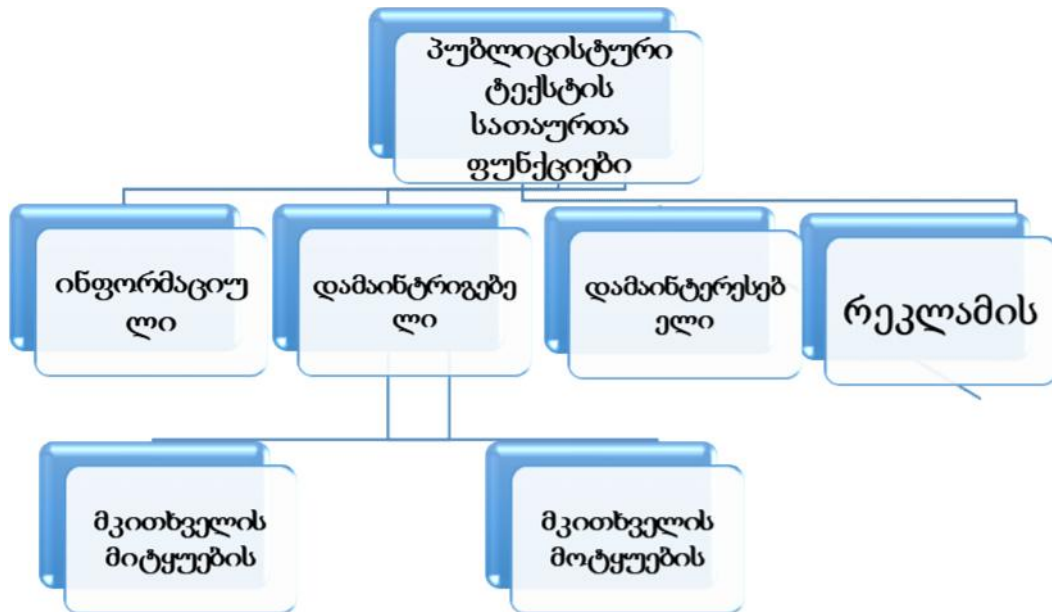 პუბლიცისტური
ტექსტის
სათაურთა
ფუნქციები
ინფორმაციუ
ლი
დამაინტრიგებე
ლი
დამაინტერესებ
ელი
რეკლამის
მკითხველის
მიტყუების
მკითხველის
მოტყუების